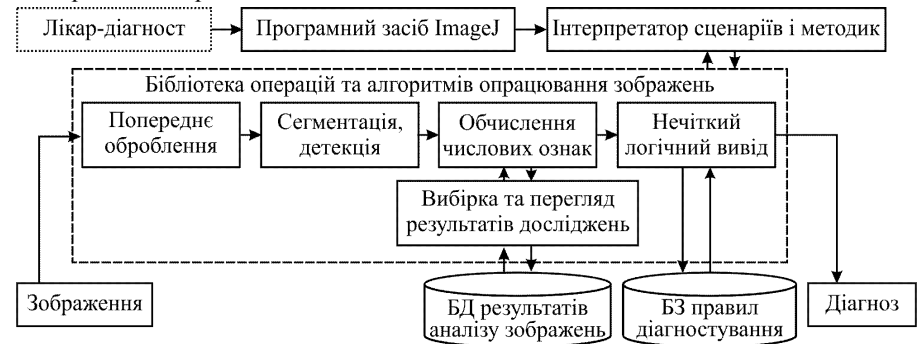 Лікар-діагност
Програмний засіб ImageJ
Інтерпретатор сценаріїв і методик
Бібліотека операцій та алгоритмів опрацювання зображень
Попереднє
оброблення
Сегментація,
детекція
Обчислення
числових ознак
Нечіткий
логічний вивід
Вибірка та перегляд
результатів досліджень
Зображення
БД результатів
аналізу зображень
БЗ правил
діагностування
Діагноз